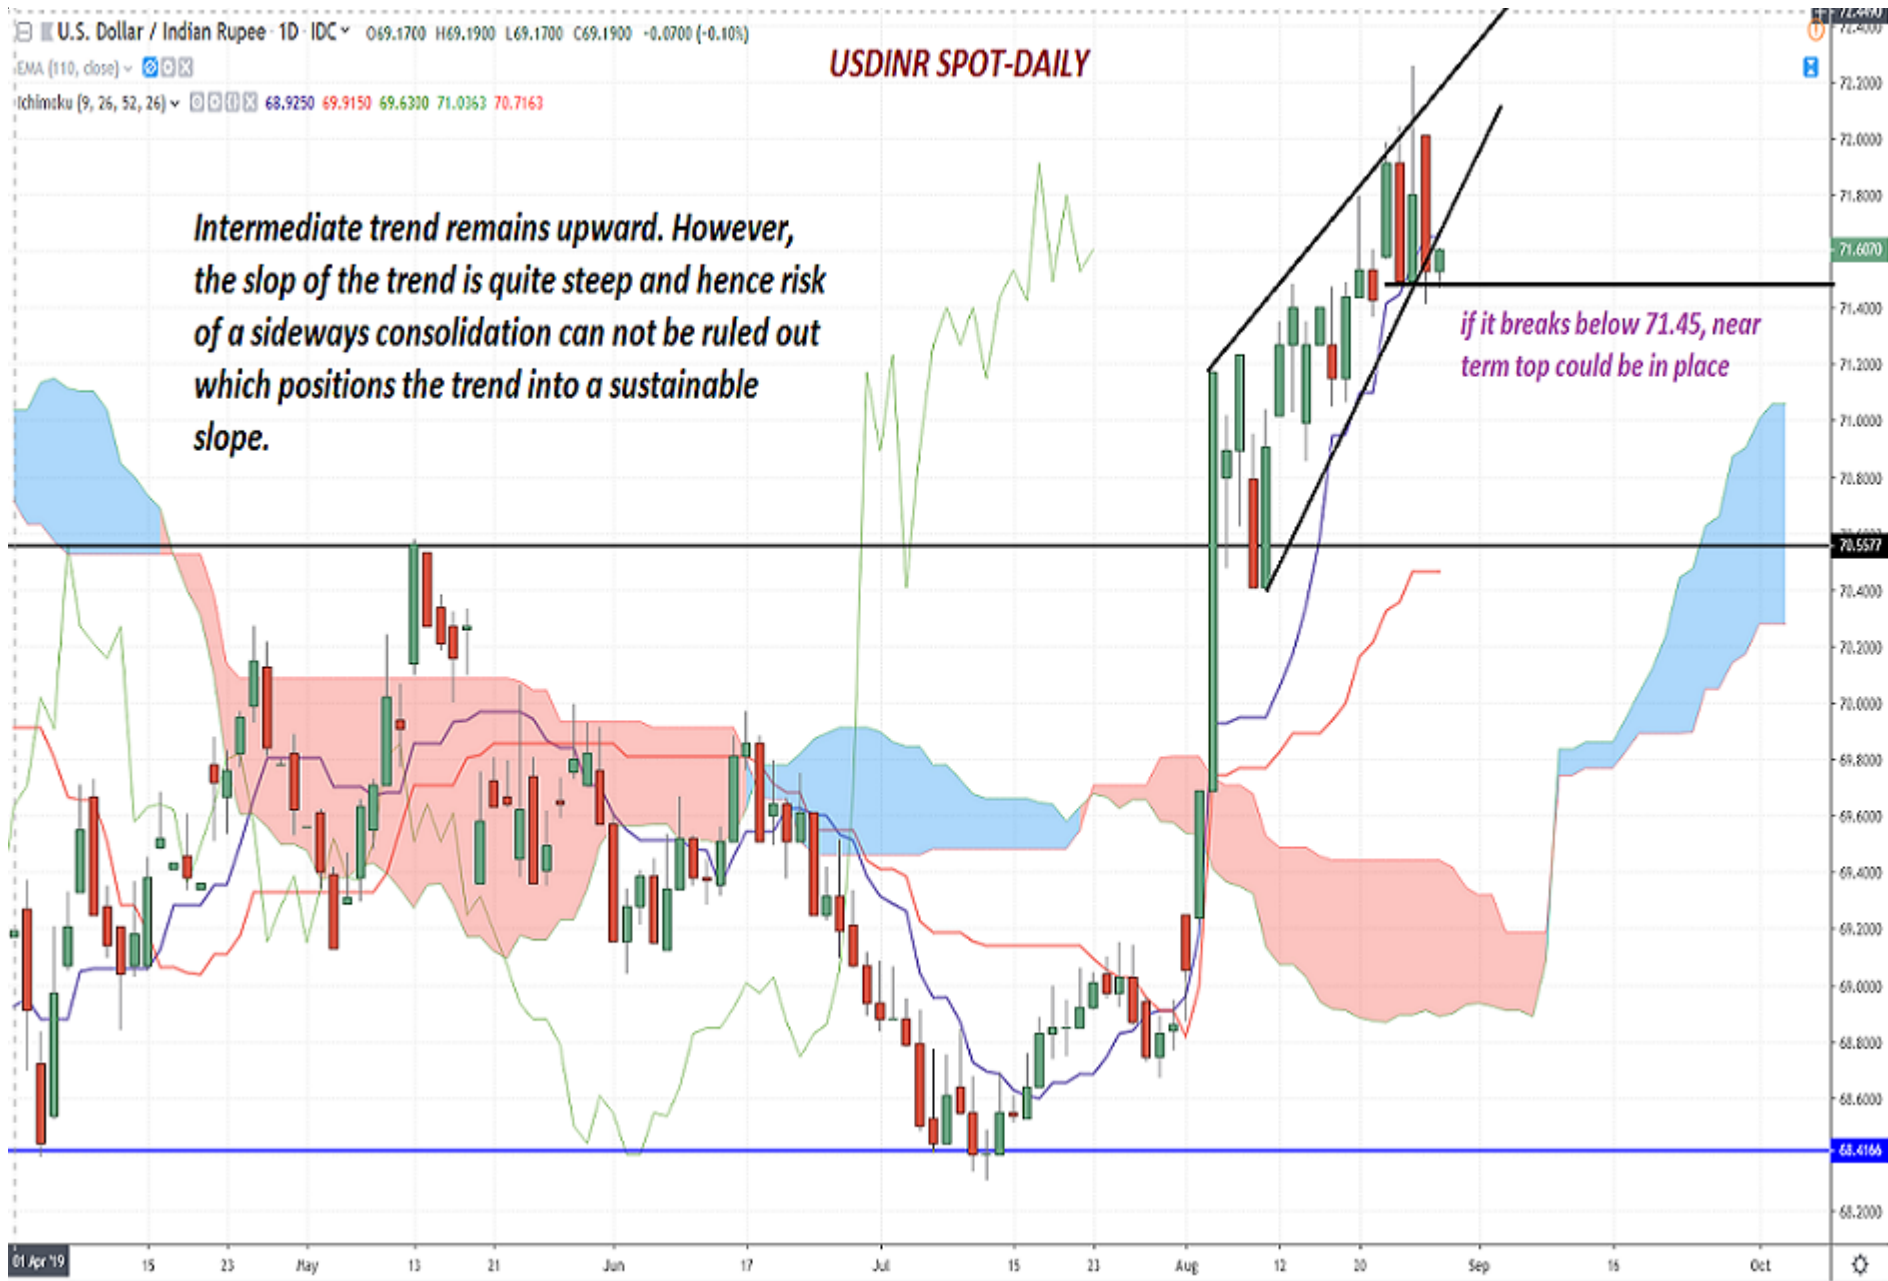 U.S. Dollar / Indian Rupee · 1D · IDC O69.1700 H69.1900 L69.1700 C69.1900 -0.0700 (-0.10%)
EMA (110, close)
Ichimoku (9, 26, 52, 26) 68.9250 69.9150 69.6300 71.0363 70.7163
USDINR SPOT-DAILY
Intermediate trend remains upward. However,
the slop of the trend is quite steep and hence risk
of a sideways consolidation can not be ruled out
which positions the trend into a sustainable
slope.
if it breaks below 71.45, near
term top could be in place
72.4000
72.2000
72.0000
71.8000
71.6070
71.4000
71.2000
71.0000
70.8000
70.5577
70.4000
70.2000
70.0000
69.8000
69.6000
69.4000
69.2000
69.0000
68.8000
68.6000
68.4166
68.2000
01 Apr '19 15 23 May 13 21 Jun 17 Jul 15 23 Aug 12 20 Sep 16 Oct